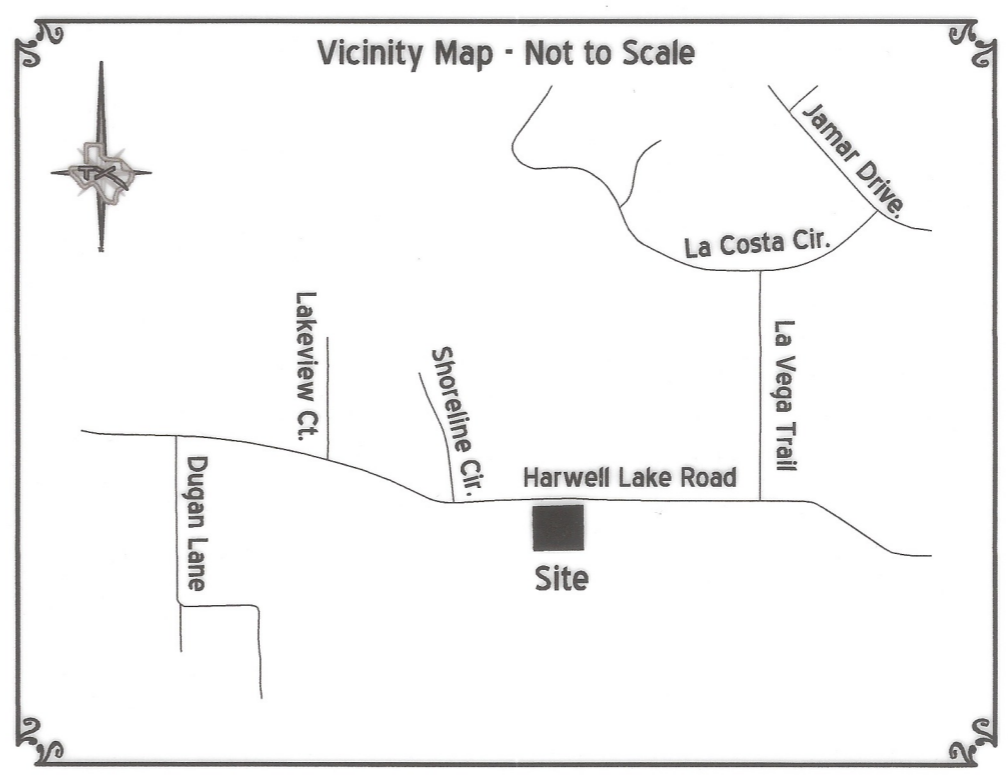 Vicinity Map - Not to Scale
TX
Jamar Drive.
La Costa Cir.
Lakeview Ct.
Shoreline Cir.
La Vega Trail
Harwell Lake Road
Dugan Lane
Site